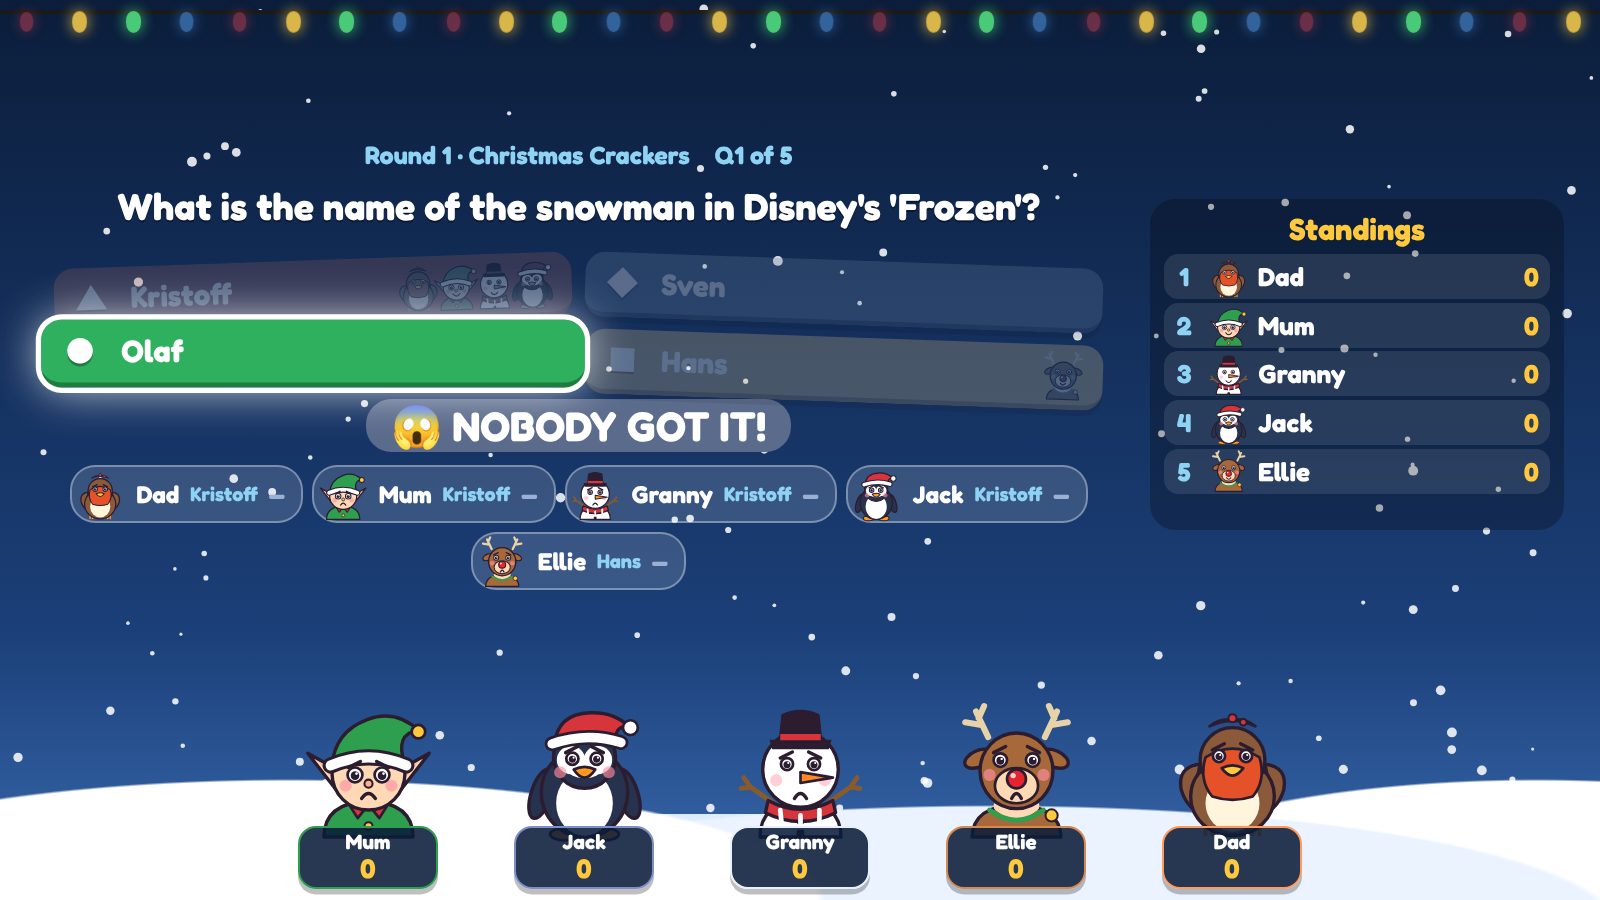 Round 1 · Christmas Crackers Q1 of 5
What is the name of the snowman in Disney's 'Frozen'?
Kristoff
Sven
Olaf
Hans
😱 NOBODY GOT IT!
Dad Kristoff –
Mum Kristoff –
Granny Kristoff –
Jack Kristoff –
Ellie Hans –
Standings
1 Dad 0
2 Mum 0
3 Granny 0
4 Jack 0
5 Ellie 0
Mum
0
Jack
0
Granny
0
Ellie
0
Dad
0